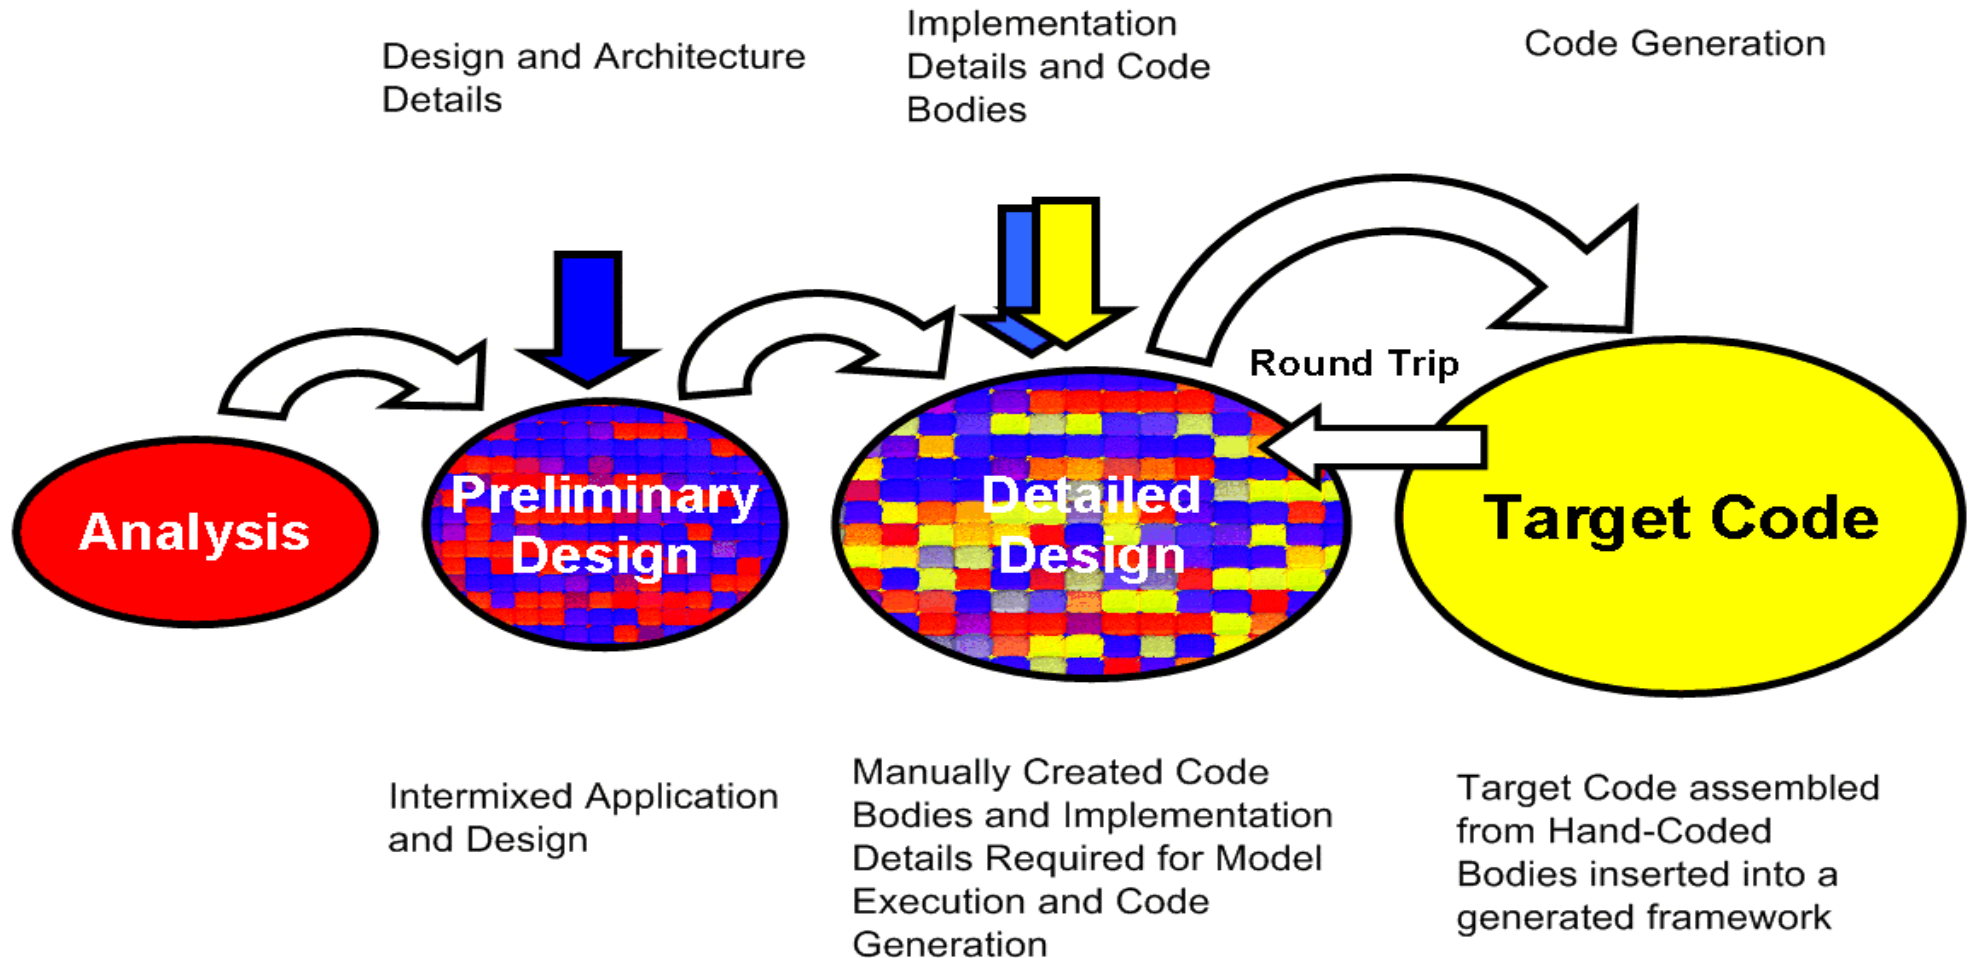 Design and Architecture
Details
Implementation
Details and Code
Bodies
Code Generation
Round Trip
Analysis
Preliminary
Design
Detailed
Design
Target Code
Intermixed Application
and Design
Manually Created Code
Bodies and Implementation
Details Required for Model
Execution and Code
Generation
Target Code assembled
from Hand-Coded
Bodies inserted into a
generated framework